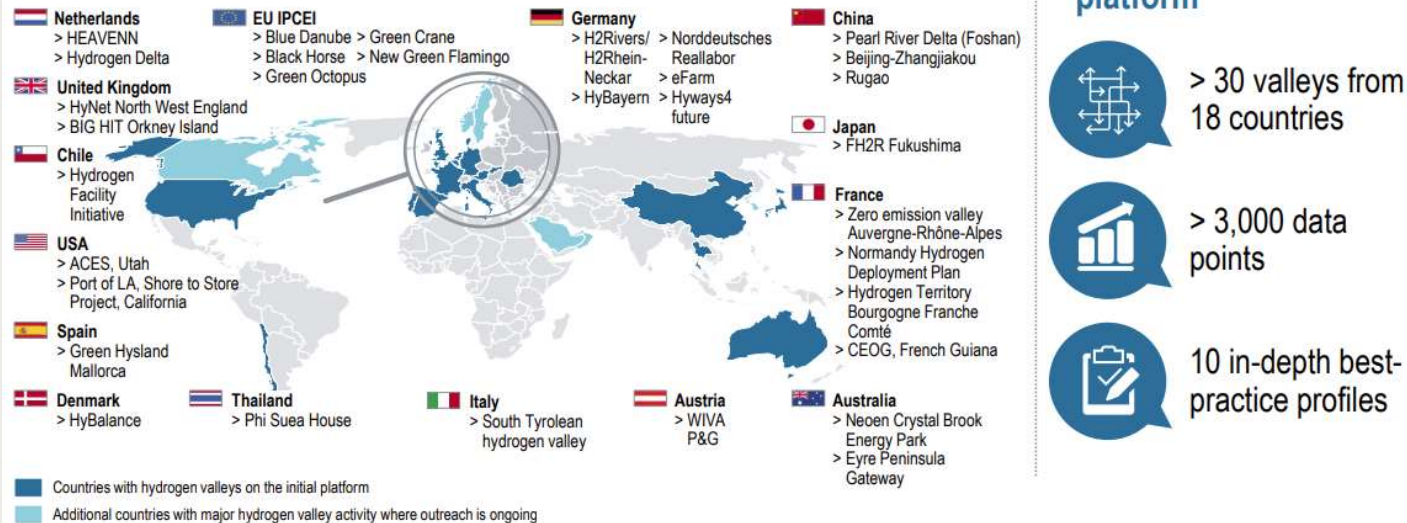 platform
Netherlands
> HEAVENN
> Hydrogen Delta
EU IPCEI
> Blue Danube > Green Crane
> Black Horse > New Green Flamingo
> Green Octopus
Germany
> H2Rivers/
H2Rhein-
Neckar
> HyBayern
> Norddeutsches
Reallabor
> eFarm
> Hyways4
future
China
> Pearl River Delta (Foshan)
> Beijing-Zhangjiakou
> Rugao
United Kingdom
> HyNet North West England
> BIG HIT Orkney Island
Japan
> FH2R Fukushima
Chile
> Hydrogen
Facility
Initiative
France
> Zero emission valley
Auvergne-Rhône-Alpes
> Normandy Hydrogen
Deployment Plan
> Hydrogen Territory
Bourgogne Franche
Comté
> CEOG, French Guiana
USA
> ACES, Utah
> Port of LA, Shore to Store
Project, California
Spain
> Green Hysland
Mallorca
Denmark
> HyBalance
Thailand
> Phi Suea House
Italy
> South Tyrolean
hydrogen valley
Austria
> WIVA
P&G
Australia
> Neoen Crystal Brook
Energy Park
> Eyre Peninsula
Gateway
Countries with hydrogen valleys on the initial platform
Additional countries with major hydrogen valley activity where outreach is ongoing
> 30 valleys from
18 countries
> 3,000 data
points
10 in-depth best-
practice profiles